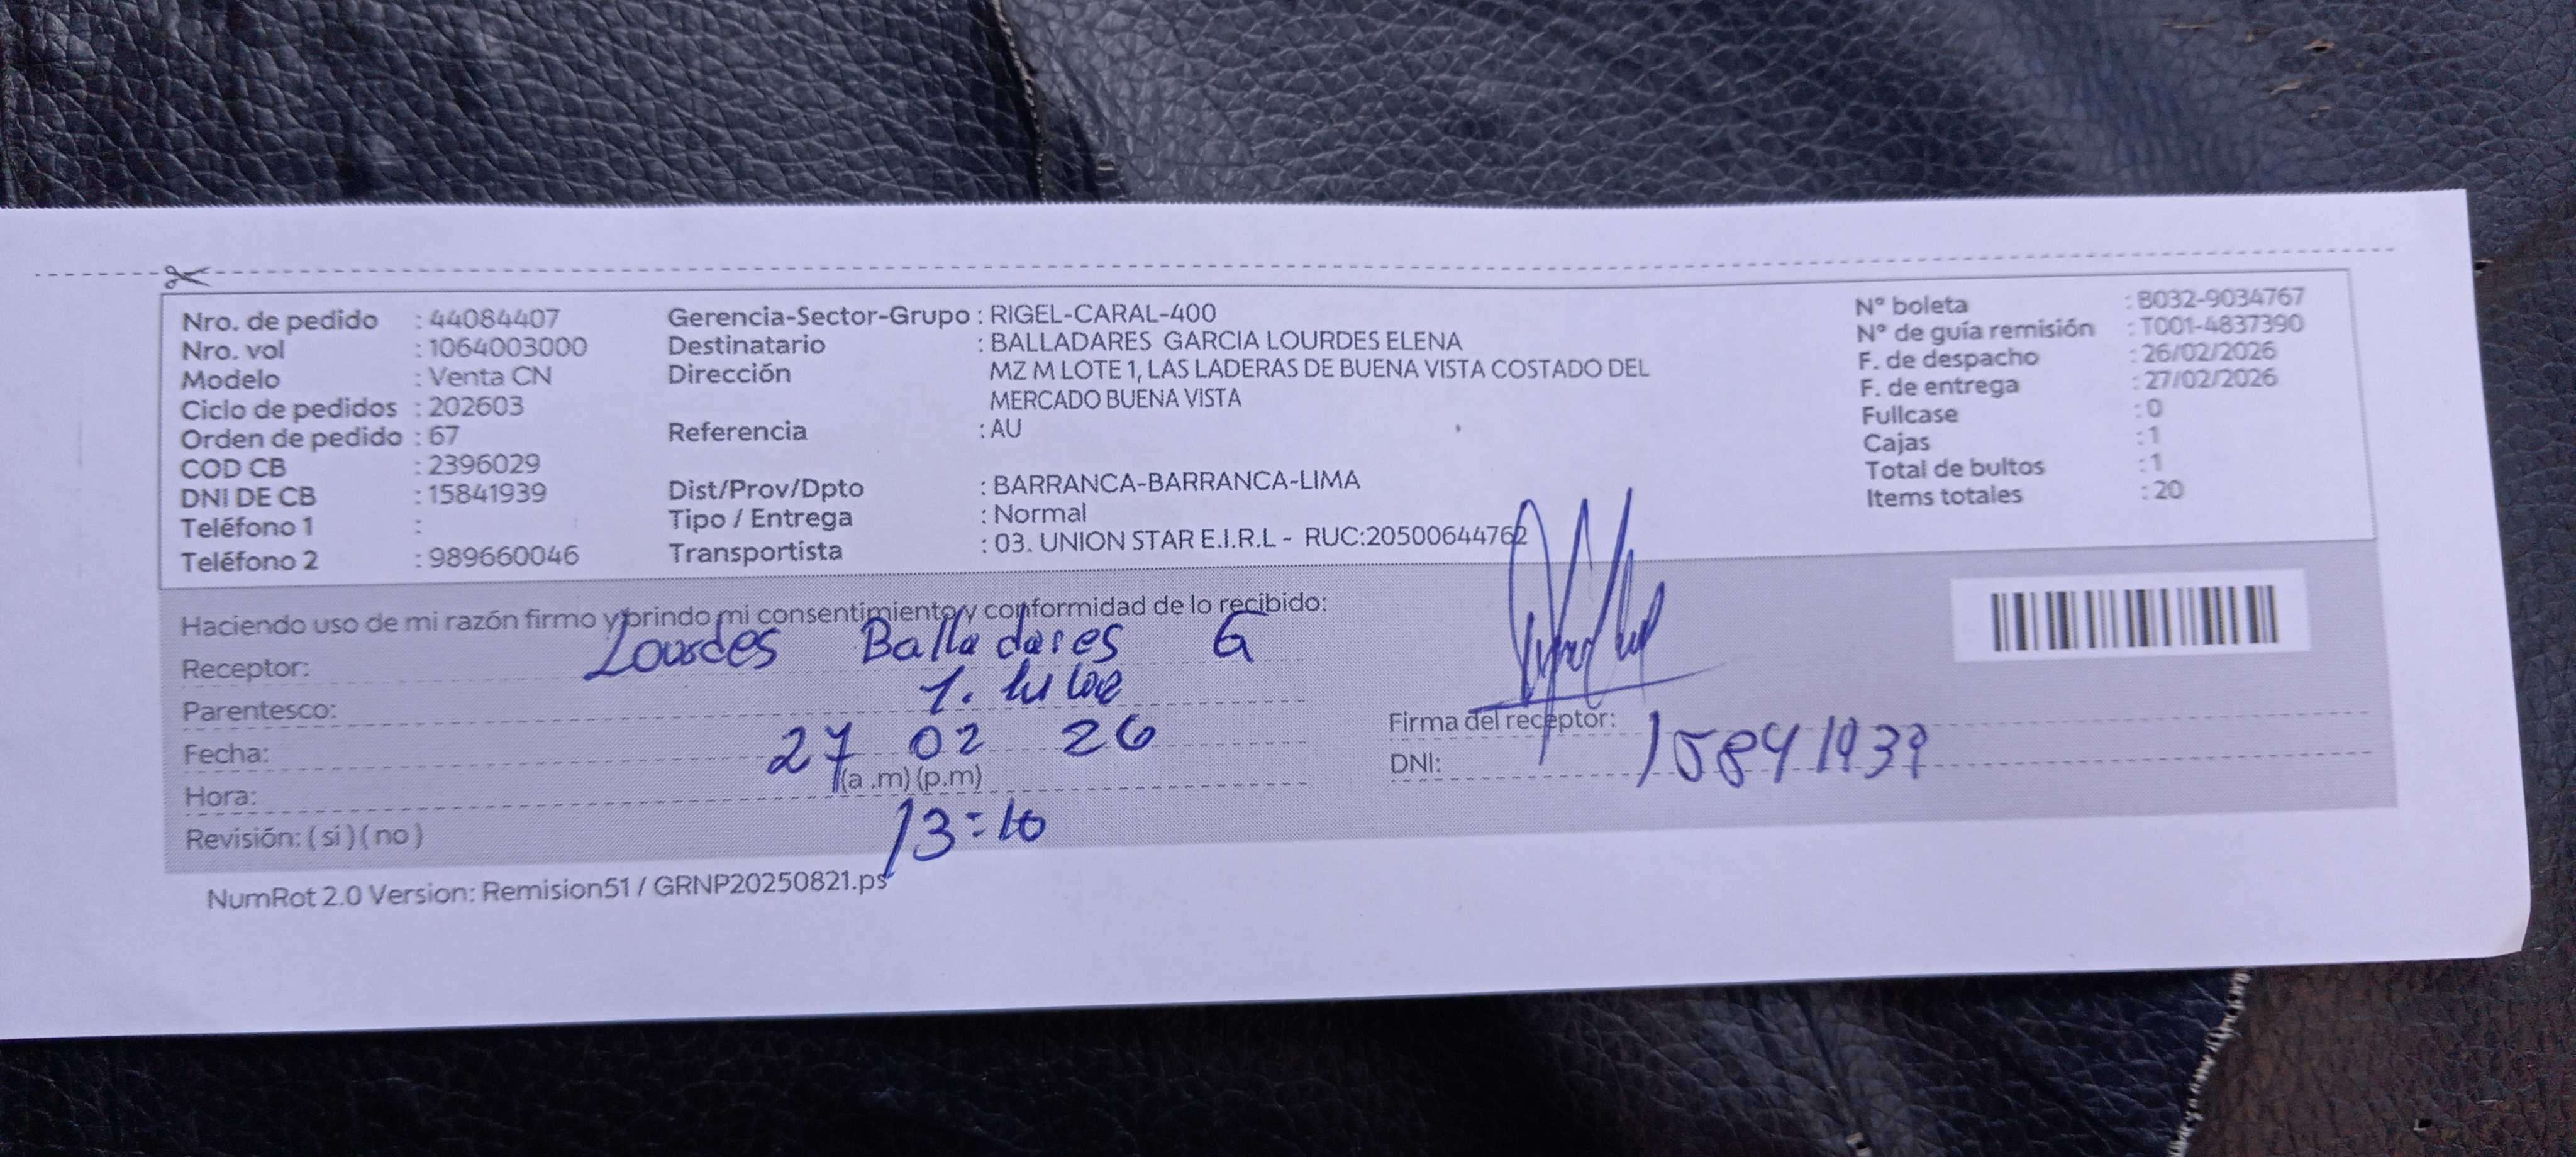 Nro. de pedido : 44084407
Nro. vol : 1064003000
Modelo : Venta CN
Ciclo de pedidos : 202603
Orden de pedido : 67
COD CB : 2396029
DNI DE CB : 15841939
Teléfono 1 :
Teléfono 2 : 989660046
Gerencia-Sector-Grupo : RIGEL-CARAL-400
Destinatario : BALLADARES GARCIA LOURDES ELENA
Dirección MZ M LOTE 1, LAS LADERAS DE BUENA VISTA COSTADO DEL
MERCADO BUENA VISTA
Referencia : AU
Dist/Prov/Dpto : BARRANCA-BARRANCA-LIMA
Tipo / Entrega : Normal
Transportista : 03. UNION STAR E.I.R.L - RUC:20500644762
N° boleta : B032-9034767
N° de guía remisión : T001-4837390
F. de despacho : 26/02/2026
F. de entrega : 27/02/2026
Fullcase : 0
Cajas : 1
Total de bultos : 1
Items totales : 20
Haciendo uso de mi razón firmo y brindo mi consentimiento y conformidad de lo recibido:
Receptor: Lourdes Balladares G
Parentesco:
Fecha: 27 02 26
Hora: (a .m) (p.m)
13:10
Revisión: ( si ) ( no )
Firma del receptor:
DNI: 15841939
NumRot 2.0 Version: Remision51 / GRNP20250821.ps